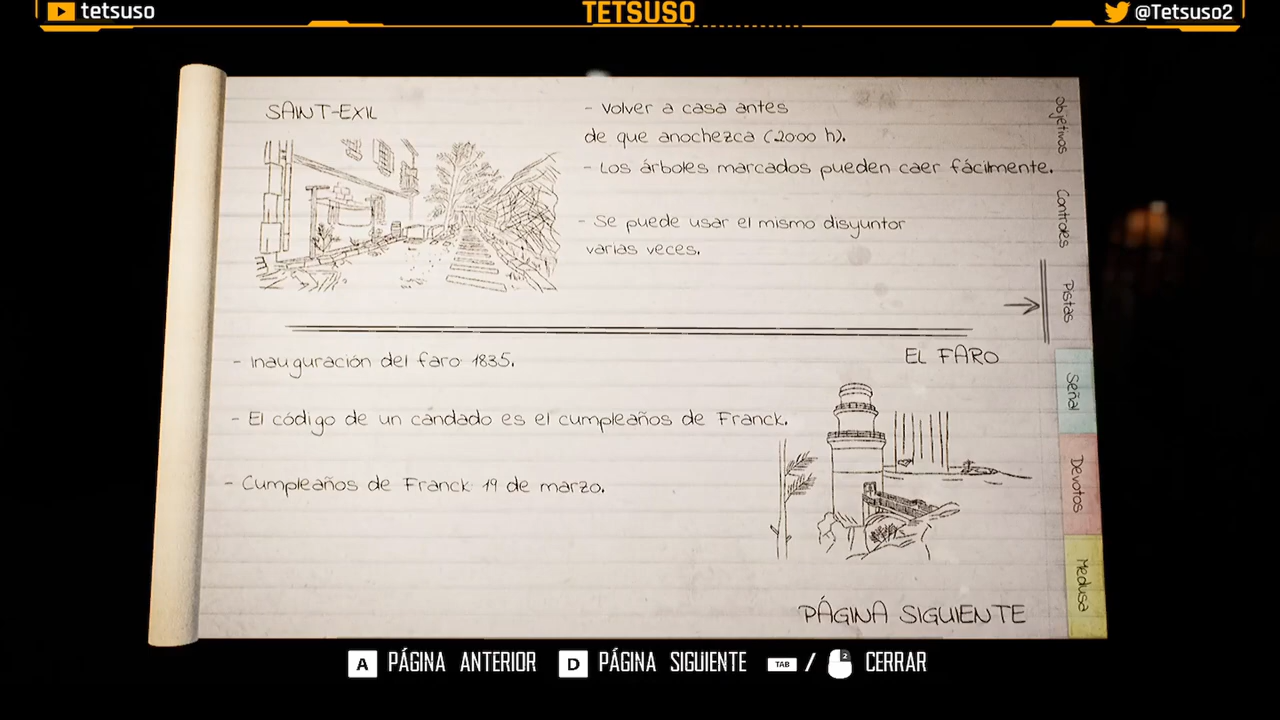 tetsuso
TETSUSO
@Tetsuso2
SAINT-EXIL
- Volver a casa antes
de que anochezca (2000 h).
- Los árboles marcados pueden caer fácilmente.
- Se puede usar el mismo disyuntor
varias veces.
EL FARO
- Inauguración del faro 1835.
- El código de un candado es el cumpleaños de Franck.
- Cumpleaños de Franck 19 de marzo.
PÁGINA SIGUIENTE
Objetivos
Controles
Pistas
Señal
Devotos
Medusa
A PÁGINA ANTERIOR D PÁGINA SIGUIENTE TAB / 2 CERRAR